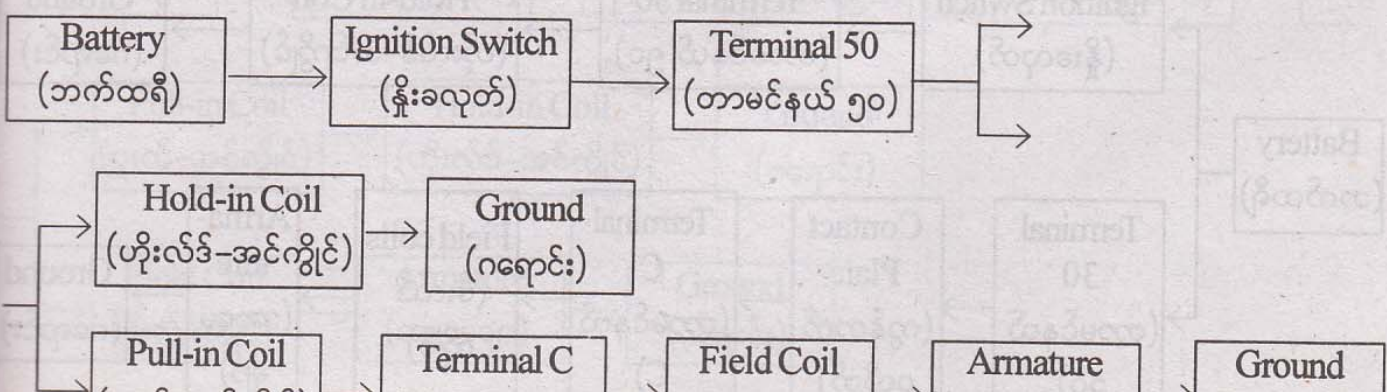 Battery
(ဘက်ထရီ)
Ignition Switch
(နှိုးခလုတ်)
Terminal 50
(တာမင်နယ် ၅၀)
Hold-in Coil
(ဟိုးလ်ဒ်-အင်ကွိုင်)
Ground
(ဂရောင်း)
Pull-in Coil
Terminal C
Field Coil
Armature
Ground